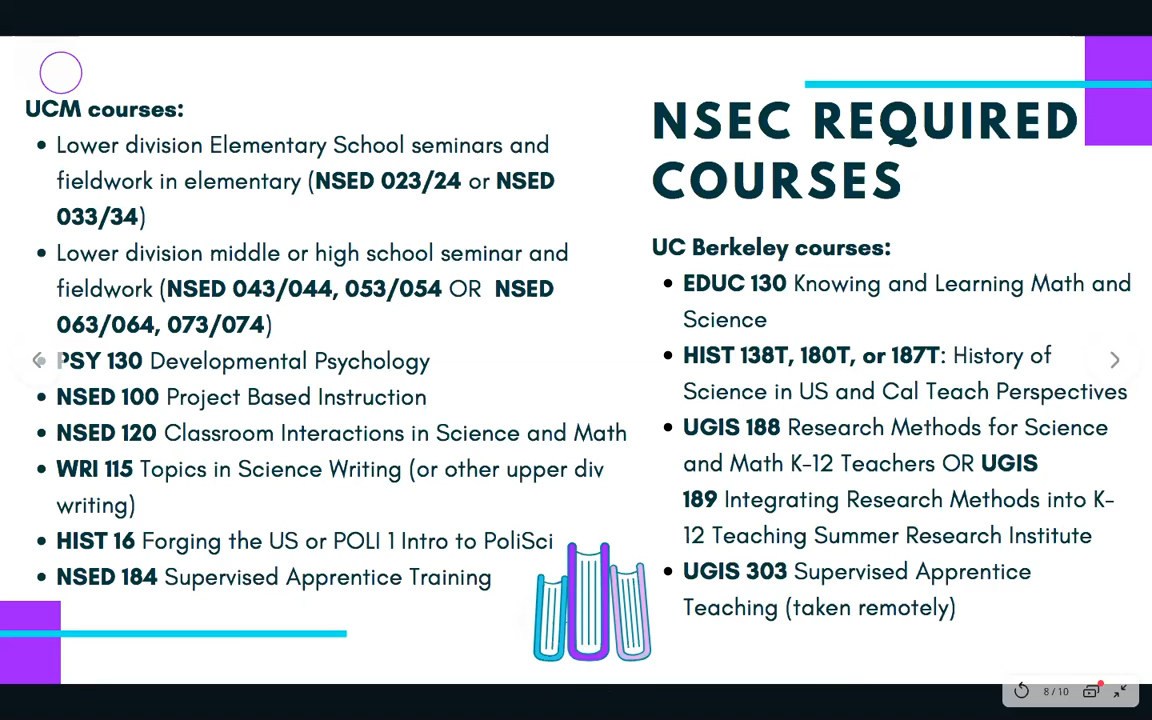 UCM courses:
• Lower division Elementary School seminars and
fieldwork in elementary (NSED 023/24 or NSED
033/34)
• Lower division middle or high school seminar and
fieldwork (NSED 043/044, 053/054 OR NSED
063/064, 073/074)
• PSY 130 Developmental Psychology
• NSED 100 Project Based Instruction
• NSED 120 Classroom Interactions in Science and Math
• WRI 115 Topics in Science Writing (or other upper div
writing)
• HIST 16 Forging the US or POLI 1 Intro to PoliSci
• NSED 184 Supervised Apprentice Training
NSEC REQUIRED
COURSES
UC Berkeley courses:
• EDUC 130 Knowing and Learning Math and
Science
• HIST 138T, 180T, or 187T: History of
Science in US and Cal Teach Perspectives
• UGIS 188 Research Methods for Science
and Math K-12 Teachers OR UGIS
189 Integrating Research Methods into K-
12 Teaching Summer Research Institute
• UGIS 303 Supervised Apprentice
Teaching (taken remotely)
8/10